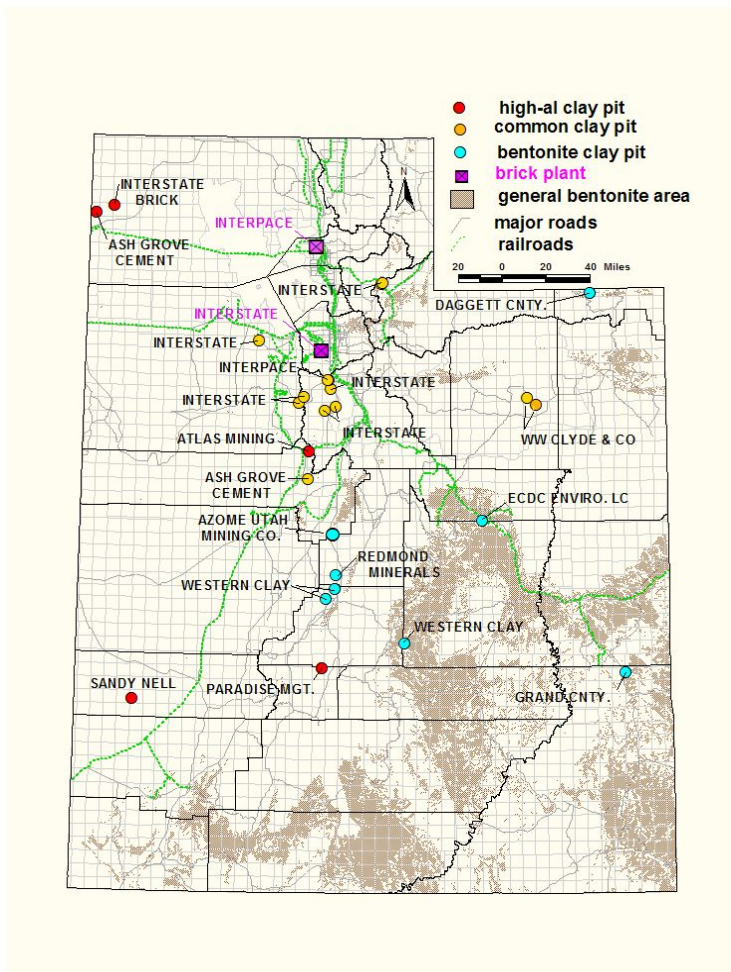 high-al clay pit
common clay pit
bentonite clay pit
brick plant
general bentonite area
major roads
railroads
20 0 20 40 Miles
N
INTERSTATE
BRICK
ASH GROVE
CEMENT
INTERPACE
INTERSTATE
DAGGETT CNTY.
INTERSTATE
INTERSTATE
INTERPACE
INTERSTATE
INTERSTATE
INTERSTATE
ATLAS MINING
WW CLYDE & CO
ASH GROVE
CEMENT
ECDC ENVIRO. LC
AZOME UTAH
MINING CO.
REDMOND
MINERALS
WESTERN CLAY
WESTERN CLAY
SANDY NELL
PARADISE MGT.
GRAND CNTY.